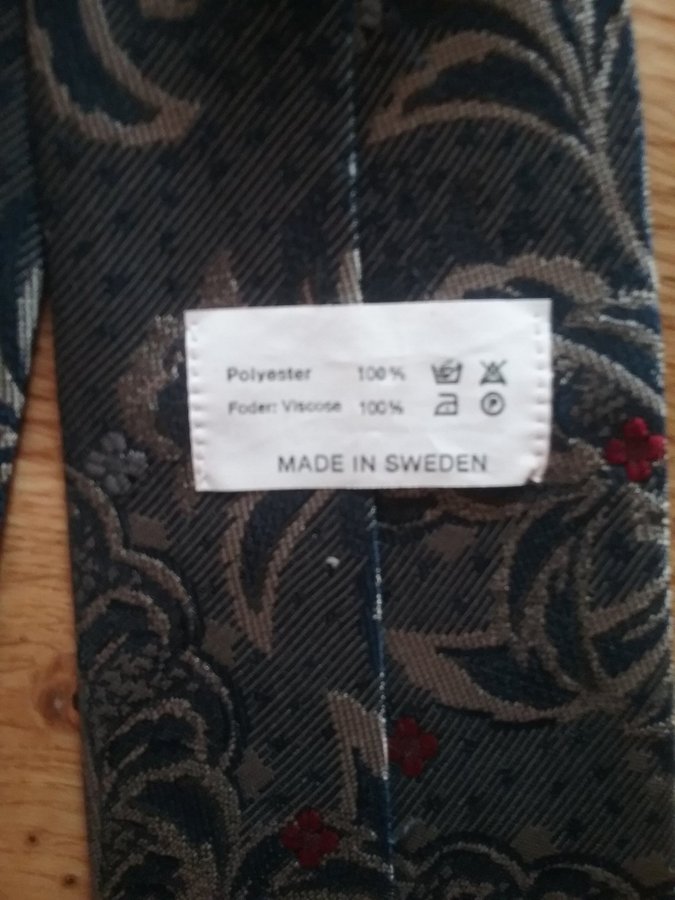 Polyester 100%
Foder: Viscose 100%
P
MADE IN SWEDEN